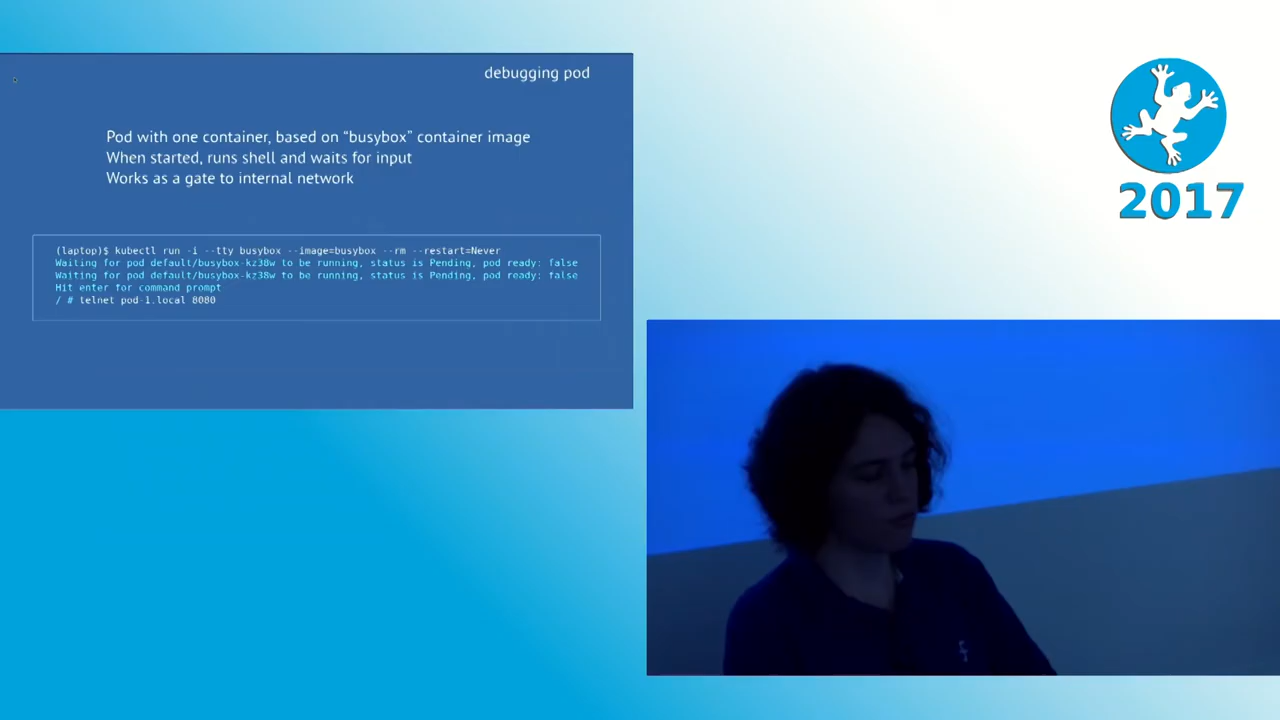 debugging pod
Pod with one container, based on “busybox” container image
When started, runs shell and waits for input
Works as a gate to internal network
(laptop)$ kubectl run -i --tty busybox --image=busybox --rm --restart=Never
Waiting for pod default/busybox-kz38w to be running, status is Pending, pod ready: false
Waiting for pod default/busybox-kz38w to be running, status is Pending, pod ready: false
Hit enter for command prompt
/ # telnet pod-1.local 8080
2017